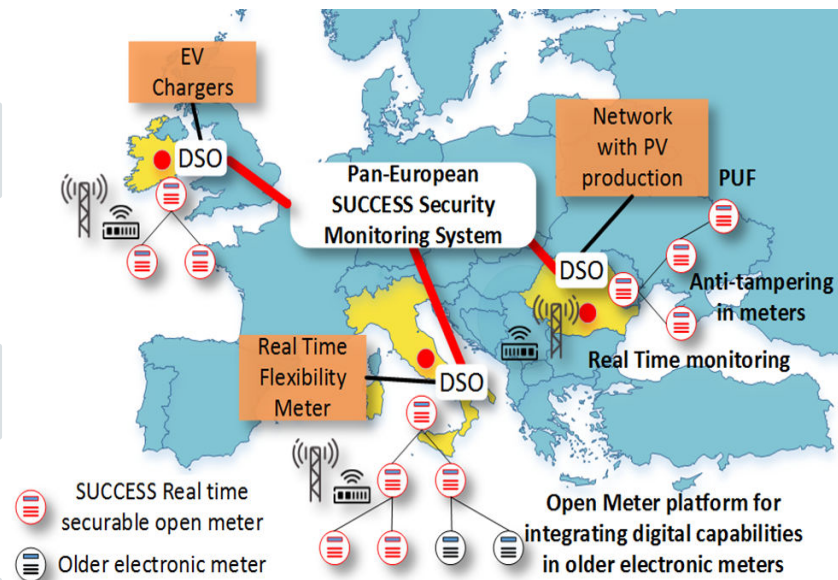 EV
Chargers
DSO
Pan-European
SUCCESS Security
Monitoring System
Network
with PV
production
PUF
DSO
Anti-tampering
in meters
Real Time monitoring
Real Time
Flexibility
Meter
DSO
SUCCESS Real time
securable open meter
Older electronic meter
Open Meter platform for
integrating digital capabilities
in older electronic meters